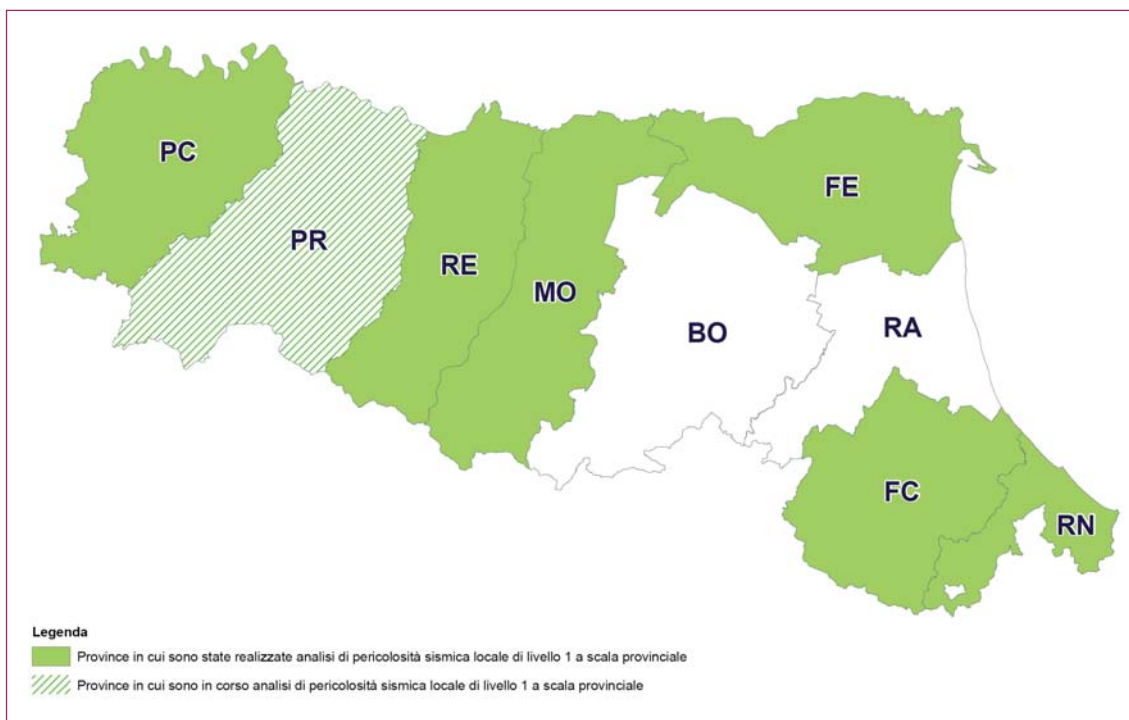 PC
PR
RE
MO
FE
BO
RA
FC
RN
Legenda
Province in cui sono state realizzate analisi di pericolosità sismica locale di livello 1 a scala provinciale
Province in cui sono in corso analisi di pericolosità sismica locale di livello 1 a scala provinciale